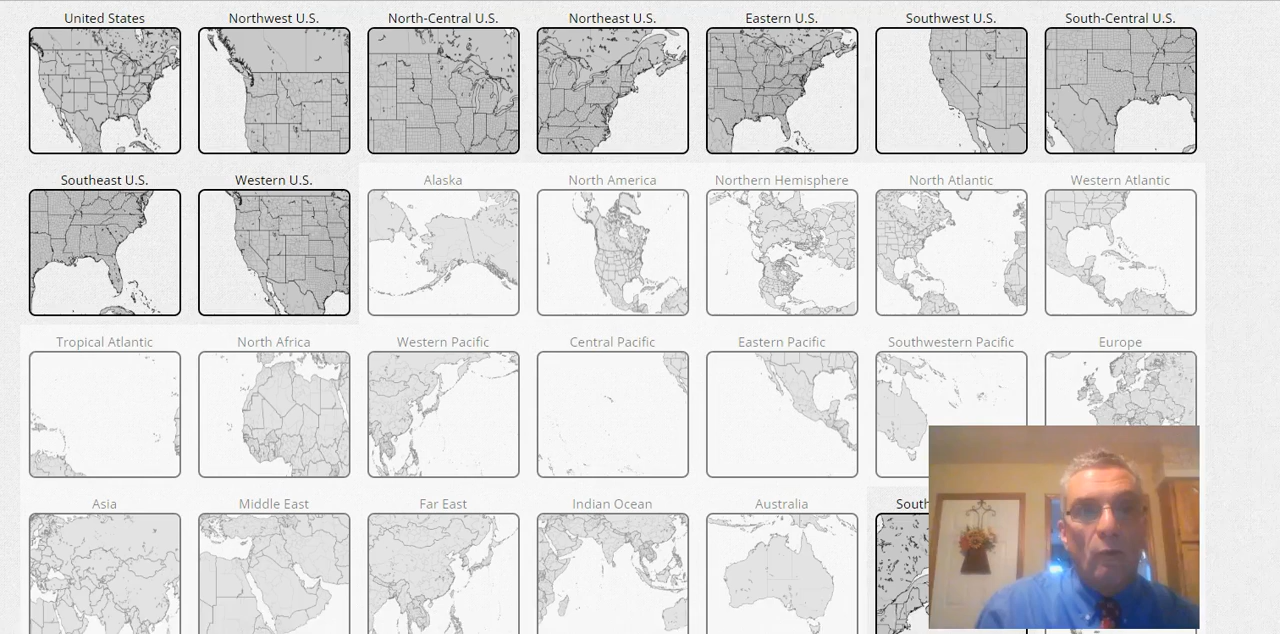 United States Northwest U.S. North-Central U.S. Northeast U.S. Eastern U.S. Southwest U.S. South-Central U.S.
Southeast U.S. Western U.S. Alaska North America Northern Hemisphere North Atlantic Western Atlantic
Tropical Atlantic North Africa Western Pacific Central Pacific Eastern Pacific Southwestern Pacific Europe
Asia Middle East Far East Indian Ocean Australia South